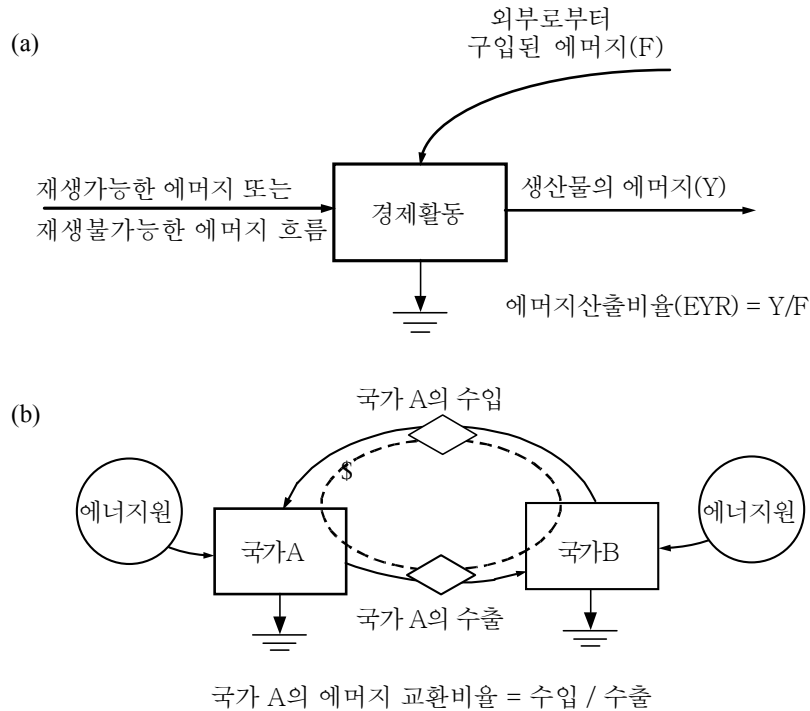 (a)
외부로부터
구입된 에머지(F)
재생가능한 에머지 또는
재생불가능한 에머지 흐름
경제활동
생산물의 에머지(Y)
에머지산출비율(EYR) = Y/F
(b)
국가 A의 수입
$
에너지원
국가A
국가B
에너지원
국가 A의 수출
국가 A의 에머지 교환비율 = 수입 / 수출